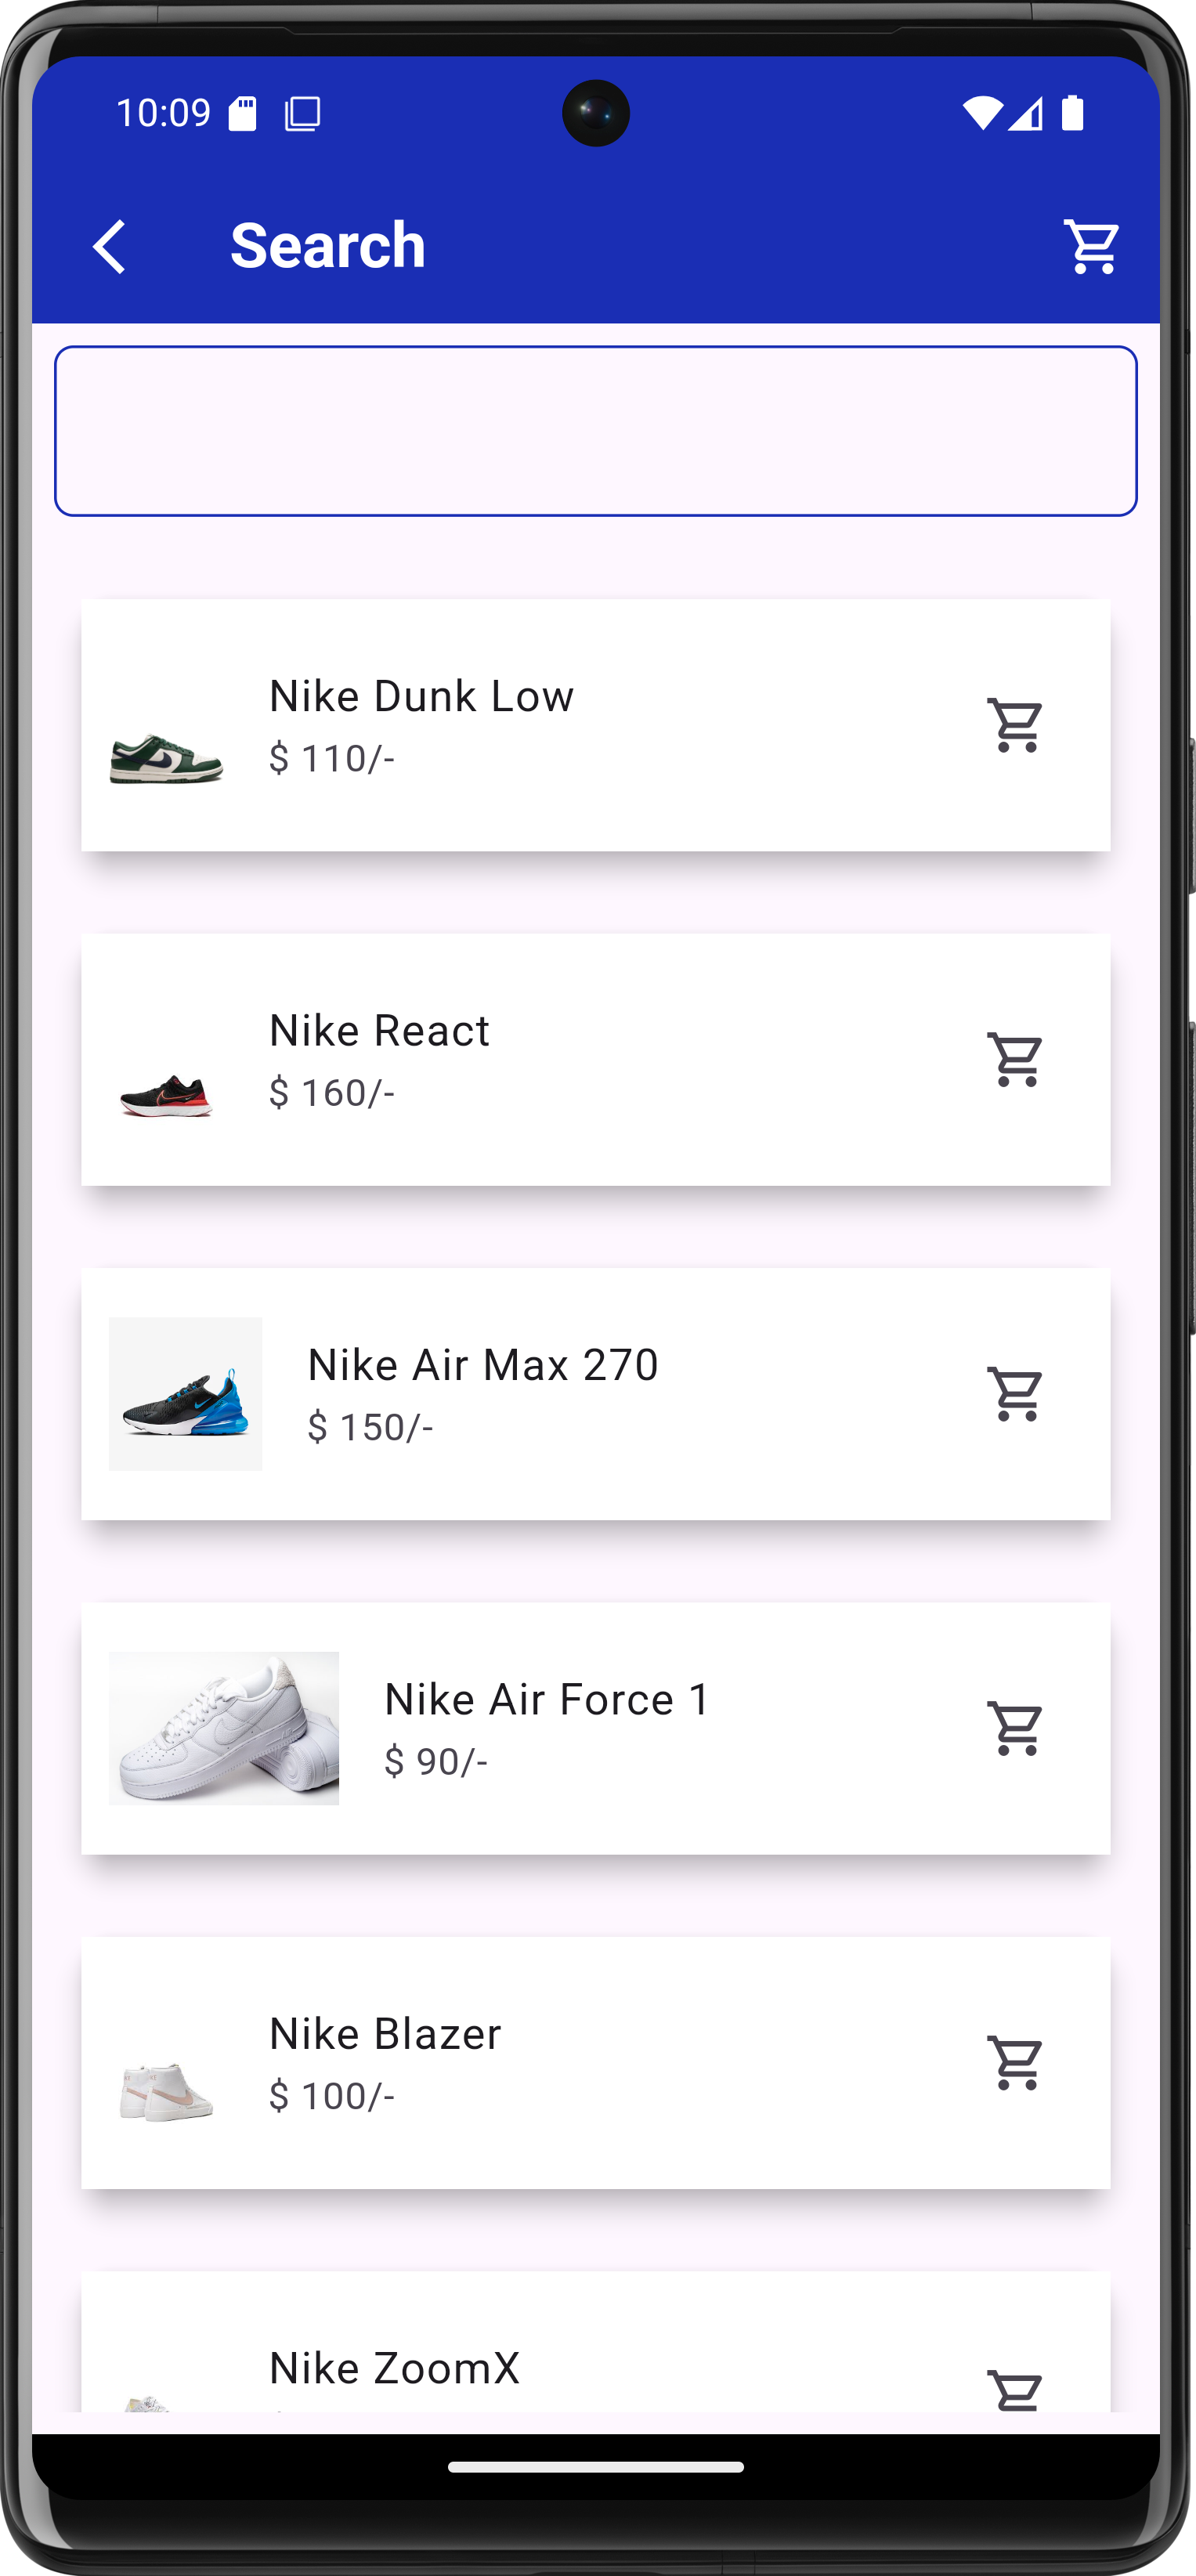 10:09
Search
Nike Dunk Low
$ 110/-
Nike React
$ 160/-
Nike Air Max 270
$ 150/-
Nike Air Force 1
$ 90/-
Nike Blazer
$ 100/-
Nike ZoomX